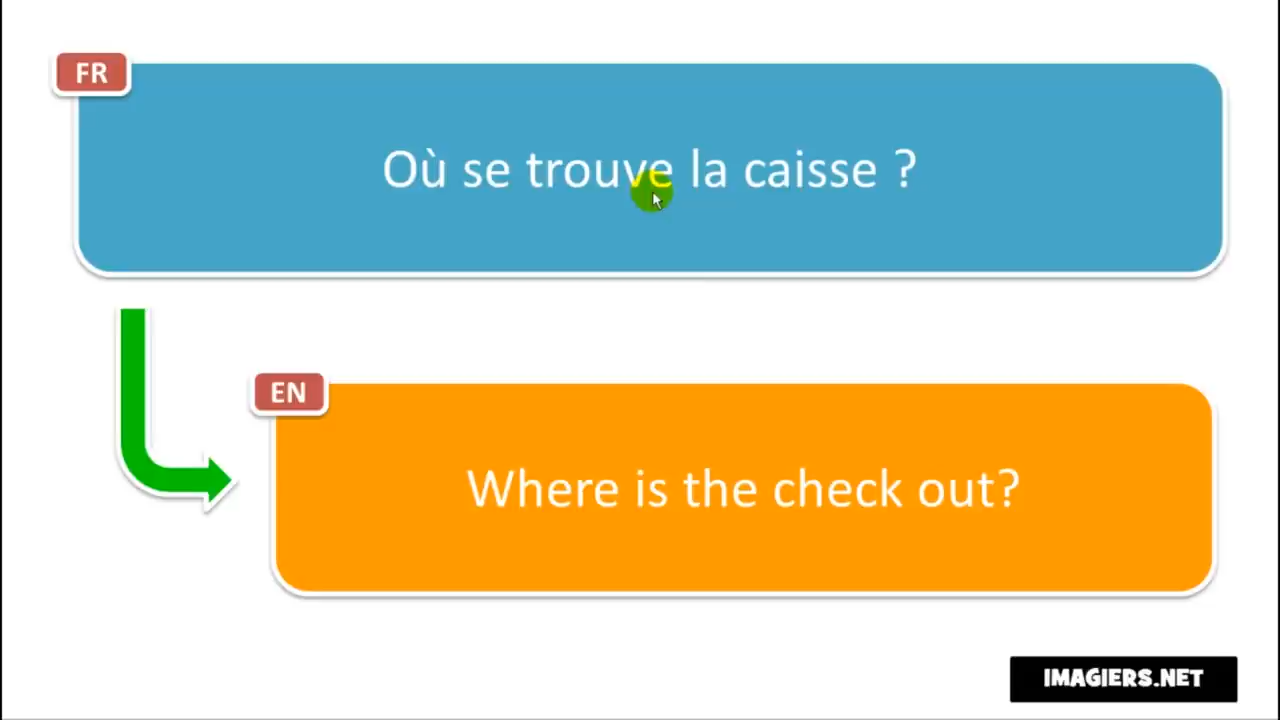 FR
Où se trouve la caisse ?
EN
Where is the check out?
IMAGIERS.NET